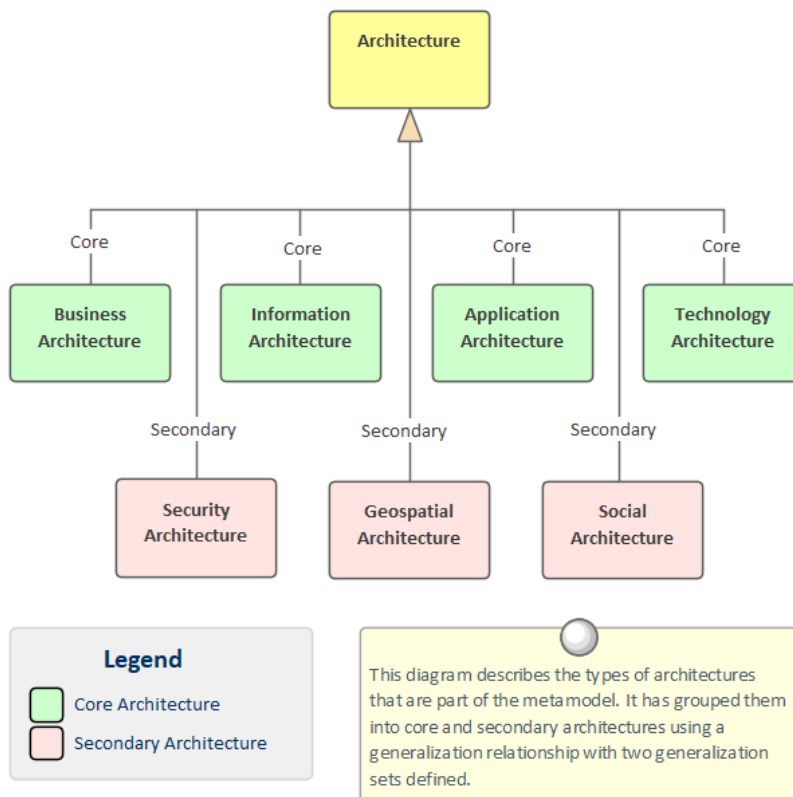 Architecture
Core
Core
Core
Core
Business
Architecture
Information
Architecture
Application
Architecture
Technology
Architecture
Secondary
Secondary
Secondary
Security
Architecture
Geospatial
Architecture
Social
Architecture
Legend
Core Architecture
Secondary Architecture
This diagram describes the types of architectures
that are part of the metamodel. It has grouped them
into core and secondary architectures using a
generalization relationship with two generalization
sets defined.